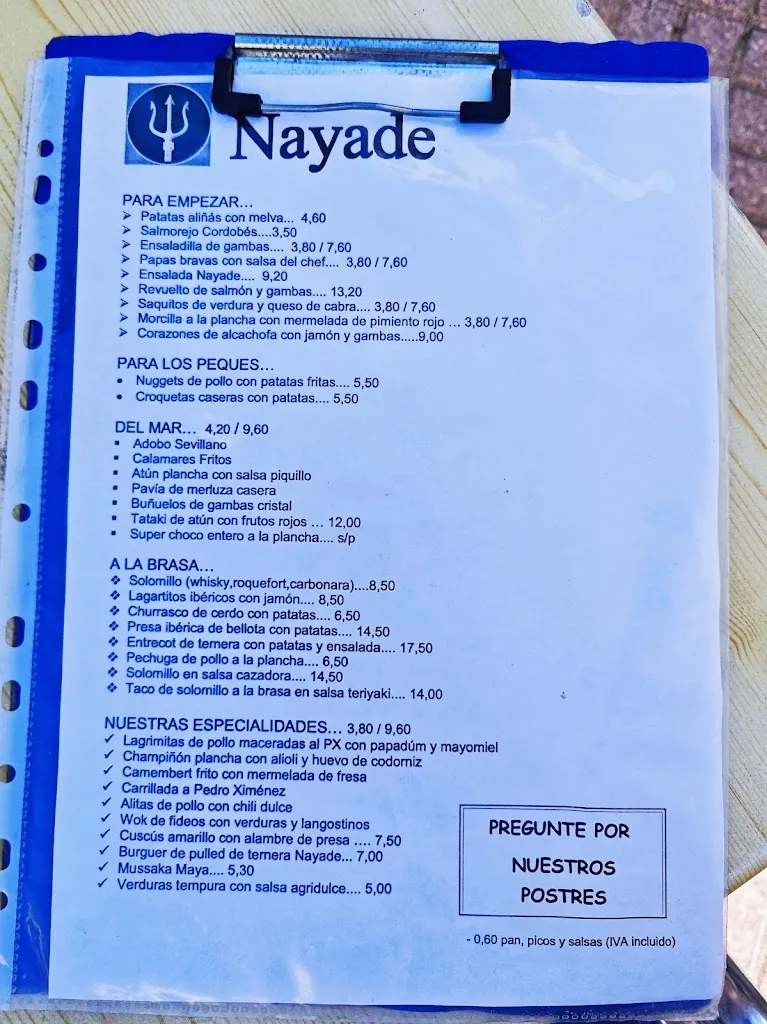 Nayade
PARA EMPEZAR...
➢ Patatas aliñás con melva... 4,60
➢ Salmorejo Cordobés....3,50
➢ Ensaladilla de gambas.... 3,80 / 7,60
➢ Papas bravas con salsa del chef.... 3,80 / 7,60
➢ Ensalada Nayade.... 9,20
➢ Revuelto de salmón y gambas.... 13,20
➢ Saquitos de verdura y queso de cabra.... 3,80 / 7,60
➢ Morcilla a la plancha con mermelada de pimiento rojo ... 3,80 / 7,60
➢ Corazones de alcachofa con jamón y gambas.....9,00
PARA LOS PEQUES...
• Nuggets de pollo con patatas fritas.... 5,50
• Croquetas caseras con patatas.... 5,50
DEL MAR... 4,20 / 9,60
▪ Adobo Sevillano
▪ Calamares Fritos
▪ Atún plancha con salsa piquillo
▪ Pavía de merluza casera
▪ Buñuelos de gambas cristal
▪ Tataki de atún con frutos rojos ... 12,00
▪ Super choco entero a la plancha.... s/p
A LA BRASA...
❖ Solomillo (whisky,roquefort,carbonara)....8,50
❖ Lagartitos ibéricos con jamón.... 8,50
❖ Churrasco de cerdo con patatas.... 6,50
❖ Presa ibérica de bellota con patatas.... 14,50
❖ Entrecot de ternera con patatas y ensalada.... 17,50
❖ Pechuga de pollo a la plancha.... 6,50
❖ Solomillo en salsa cazadora.... 14,50
❖ Taco de solomillo a la brasa en salsa teriyaki.... 14,00
NUESTRAS ESPECIALIDADES... 3,80 / 9,60
✓ Lagrimitas de pollo maceradas al PX con papadúm y mayomiel
✓ Champiñón plancha con alioli y huevo de codorniz
✓ Camembert frito con mermelada de fresa
✓ Carrillada a Pedro Ximénez
✓ Alitas de pollo con chili dulce
✓ Wok de fideos con verduras y langostinos
✓ Cuscús amarillo con alambre de presa .... 7,50
✓ Burguer de pulled de ternera Nayade... 7,00
✓ Mussaka Maya.... 5,30
✓ Verduras tempura con salsa agridulce.... 5,00
PREGUNTE POR
NUESTROS
POSTRES
- 0,60 pan, picos y salsas (IVA incluido)